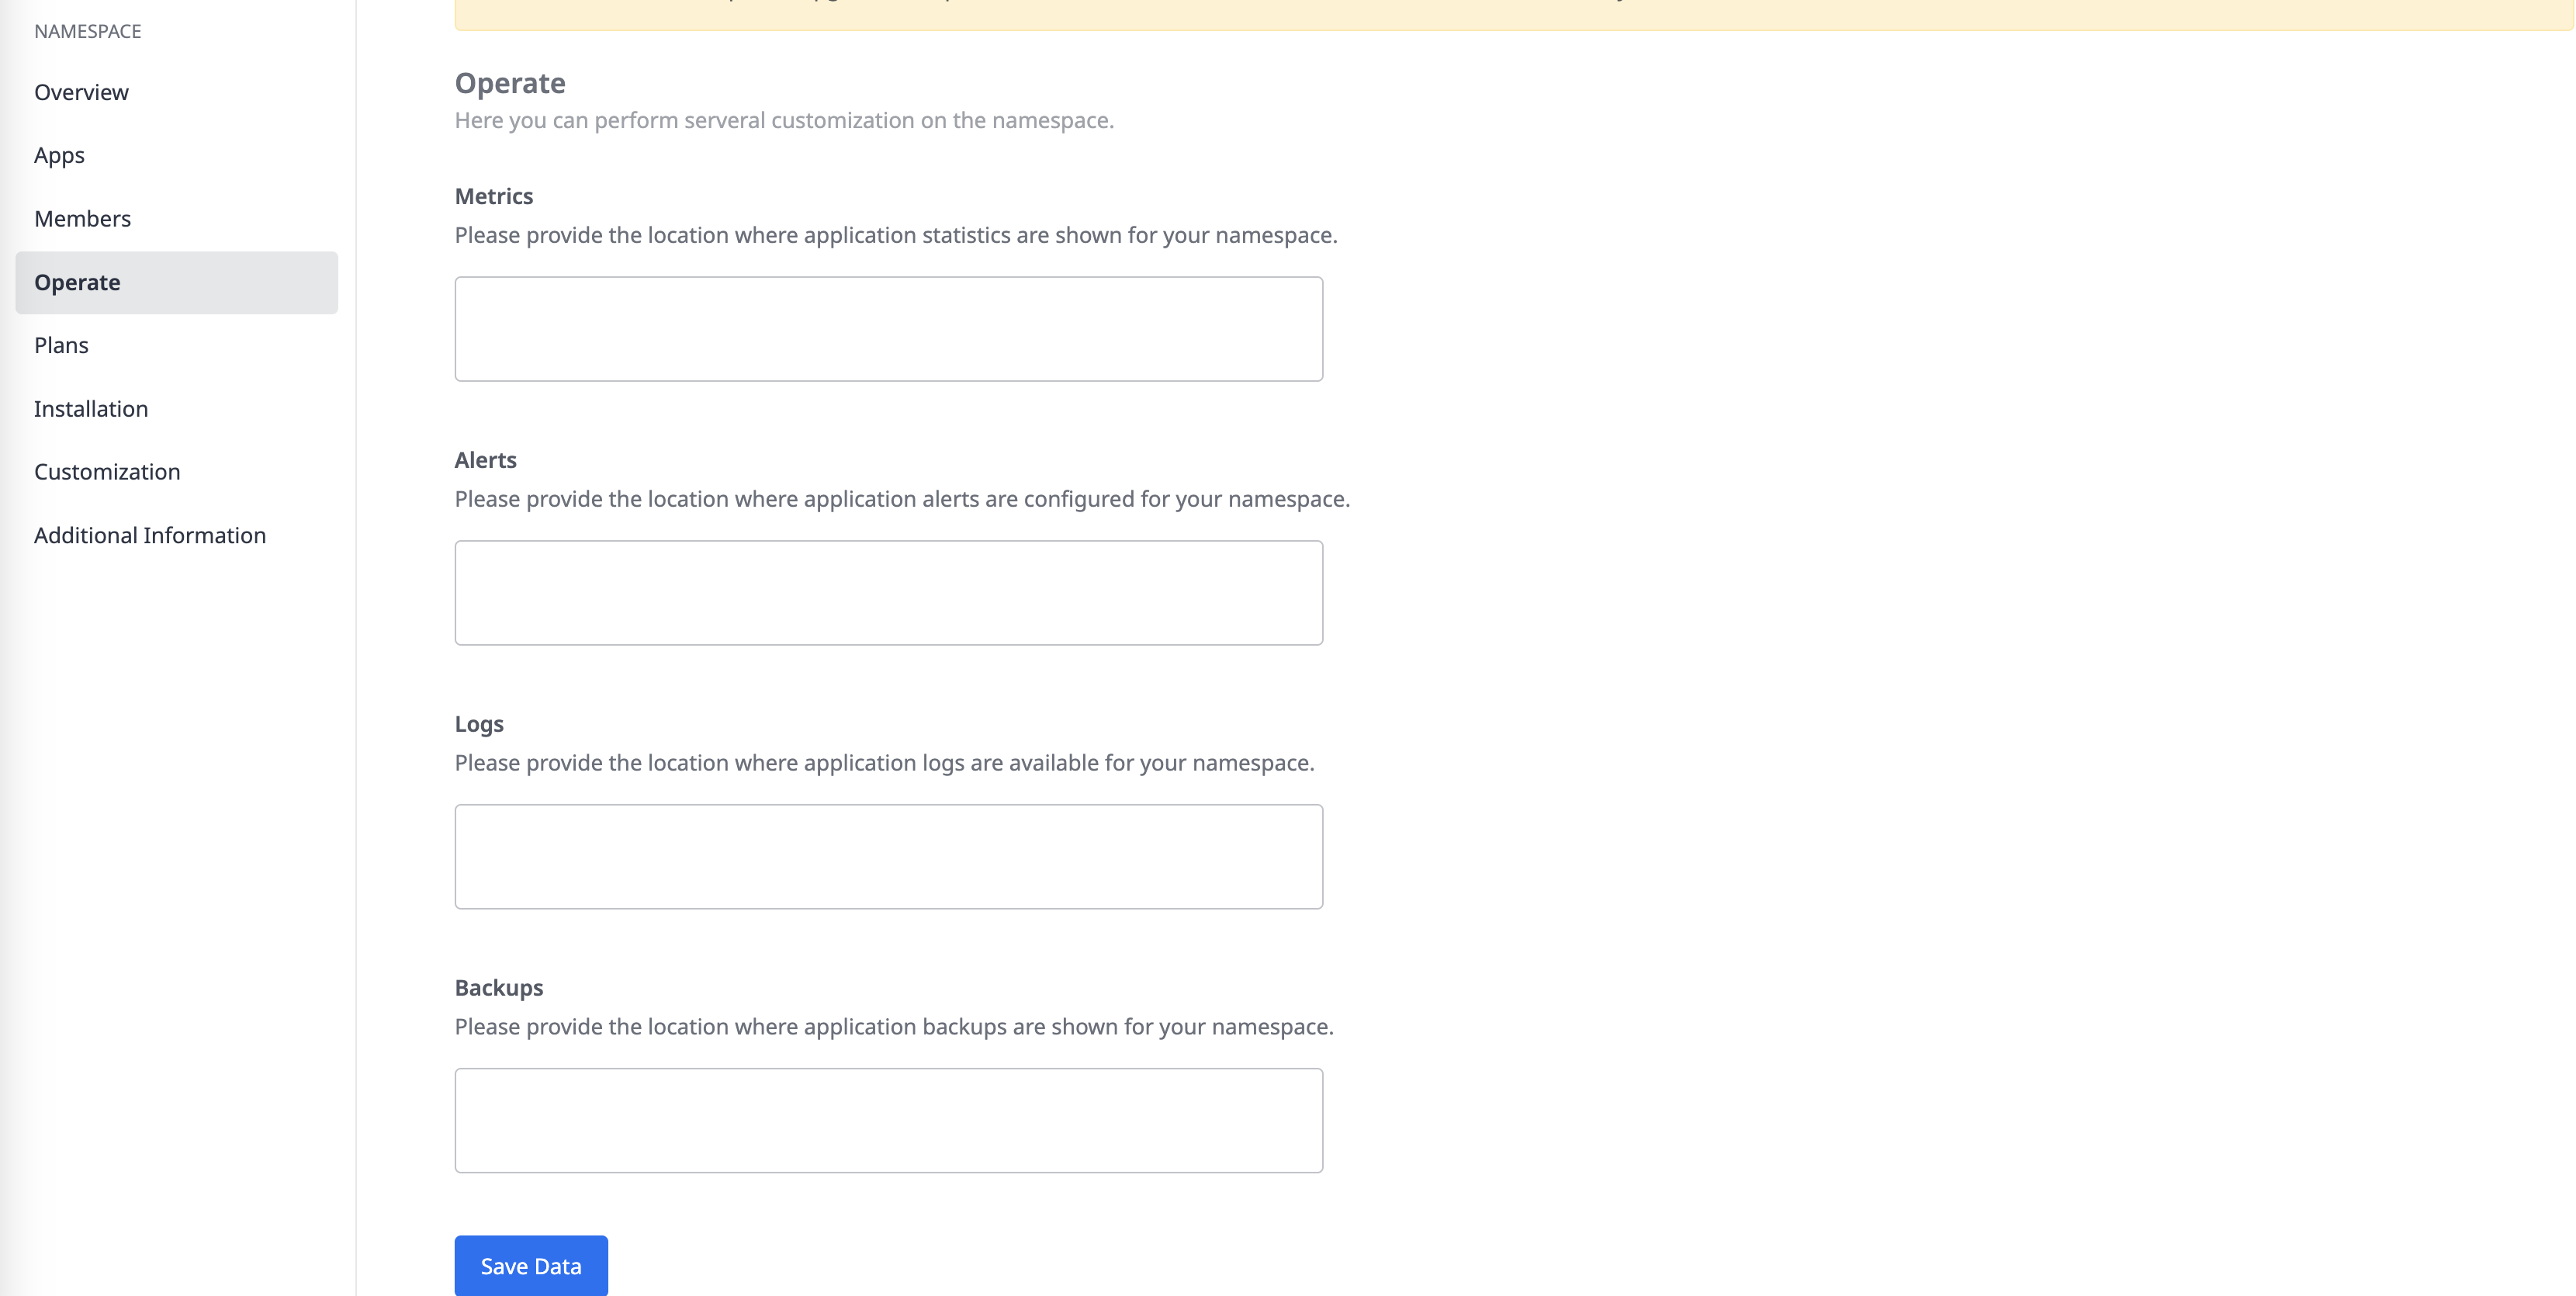 NAMESPACE
Overview
Apps
Members
Operate
Plans
Installation
Customization
Additional Information
Operate
Here you can perform serveral customization on the namespace.
Metrics
Please provide the location where application statistics are shown for your namespace.
Alerts
Please provide the location where application alerts are configured for your namespace.
Logs
Please provide the location where application logs are available for your namespace.
Backups
Please provide the location where application backups are shown for your namespace.
Save Data